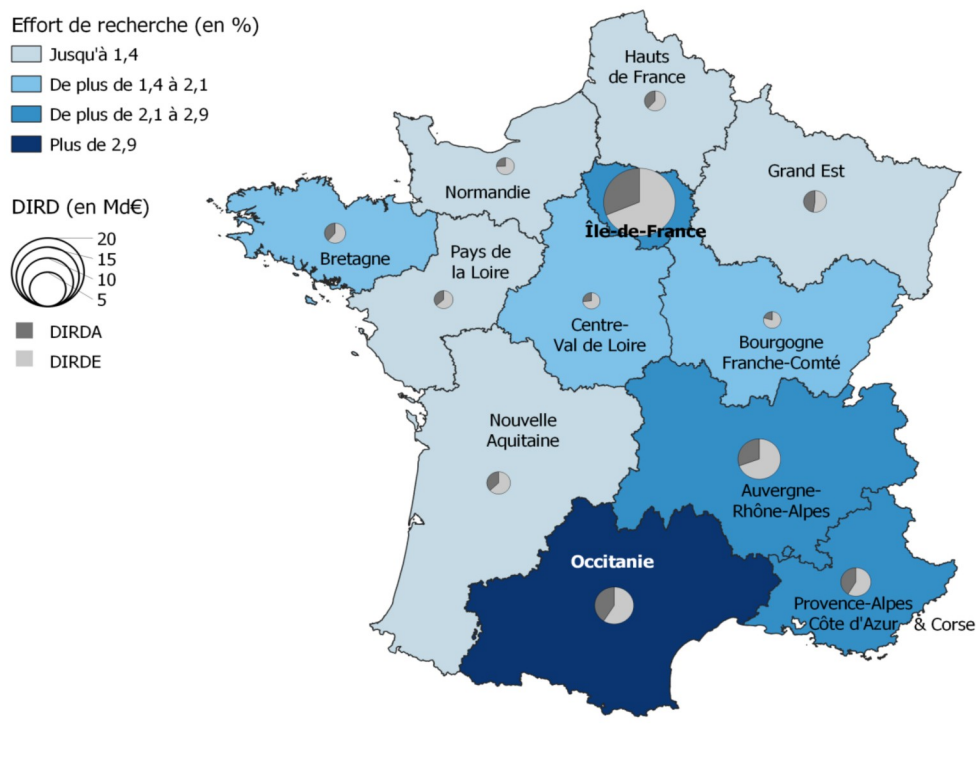 Effort de recherche (en %)
Jusqu'à 1,4
De plus de 1,4 à 2,1
De plus de 2,1 à 2,9
Plus de 2,9
DIRD (en Md€)
20
15
10
5
DIRDA
DIRDE
Hauts
de France
Normandie
Grand Est
Île-de-France
Bretagne
Pays de
la Loire
Centre-
Val de Loire
Bourgogne
Franche-Comté
Nouvelle
Aquitaine
Auvergne-
Rhône-Alpes
Occitanie
Provence-Alpes
Côte d'Azur & Corse